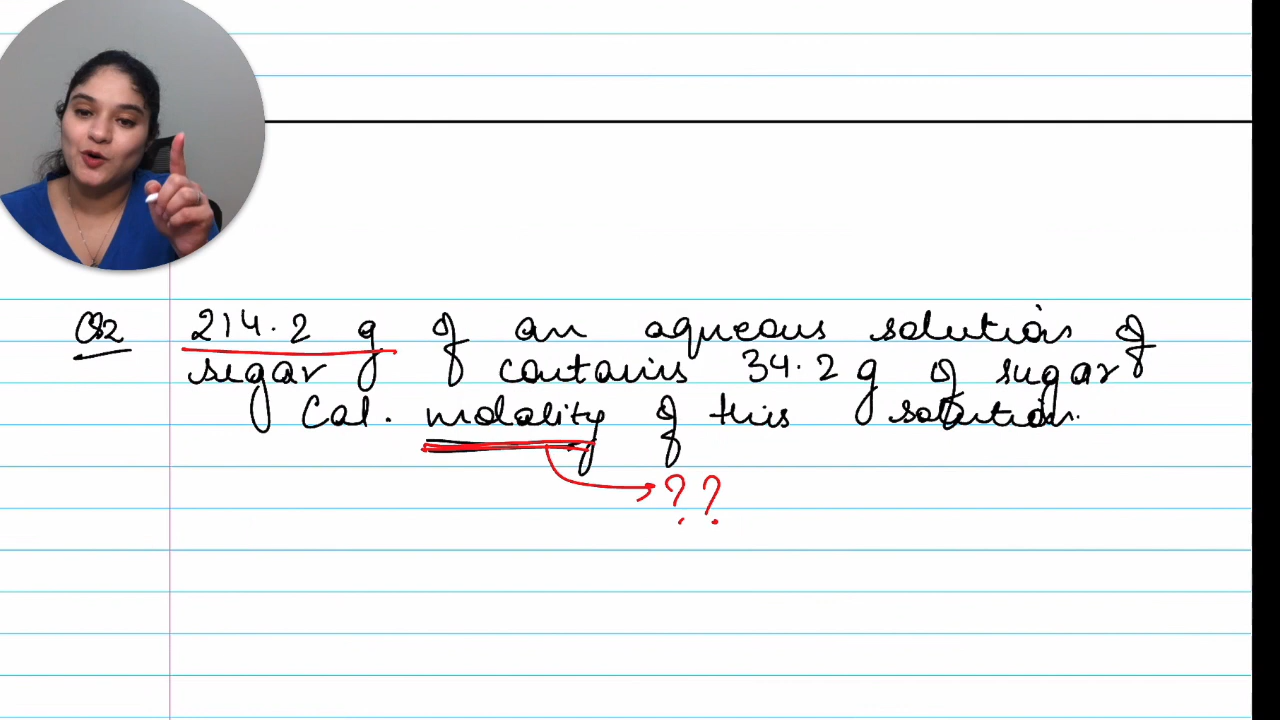 Q2 214.2 g of an aqueous solution of
sugar contains 34.2 g of sugar
Cal. molality of this solution.
??